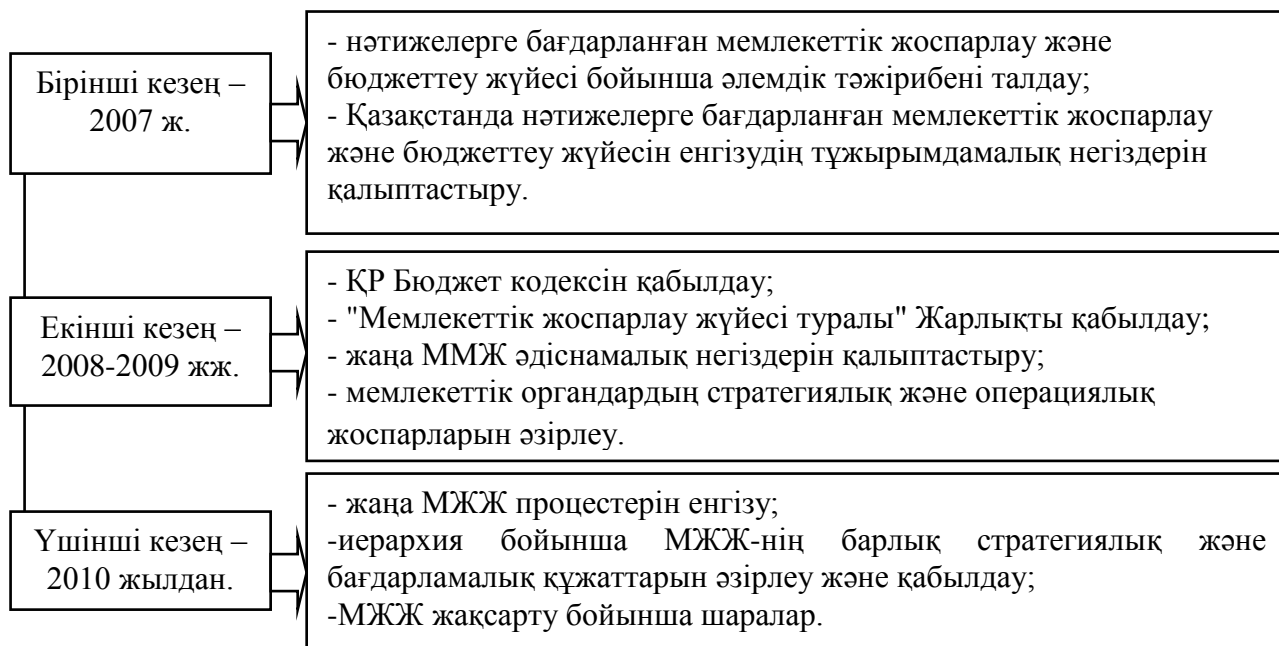 Бірінші кезең –
2007 ж.
- нәтижелерге бағдарланған мемлекеттік жоспарлау және
бюджеттеу жүйесі бойынша әлемдік тәжірибені талдау;
- Қазақстанда нәтижелерге бағдарланған мемлекеттік жоспарлау
және бюджеттеу жүйесін енгізудің тұжырымдамалық негіздерін
қалыптастыру.
Екінші кезең –
2008-2009 жж.
- ҚР Бюджет кодексін қабылдау;
- "Мемлекеттік жоспарлау жүйесі туралы" Жарлықты қабылдау;
- жаңа ММЖ әдіснамалық негіздерін қалыптастыру;
- мемлекеттік органдардың стратегиялық және операциялық
жоспарларын әзірлеу.
Үшінші кезең –
2010 жылдан.
- жаңа МЖЖ процестерін енгізу;
-иерархия бойынша МЖЖ-нің барлық стратегиялық және
бағдарламалық құжаттарын әзірлеу және қабылдау;
-МЖЖ жақсарту бойынша шаралар.